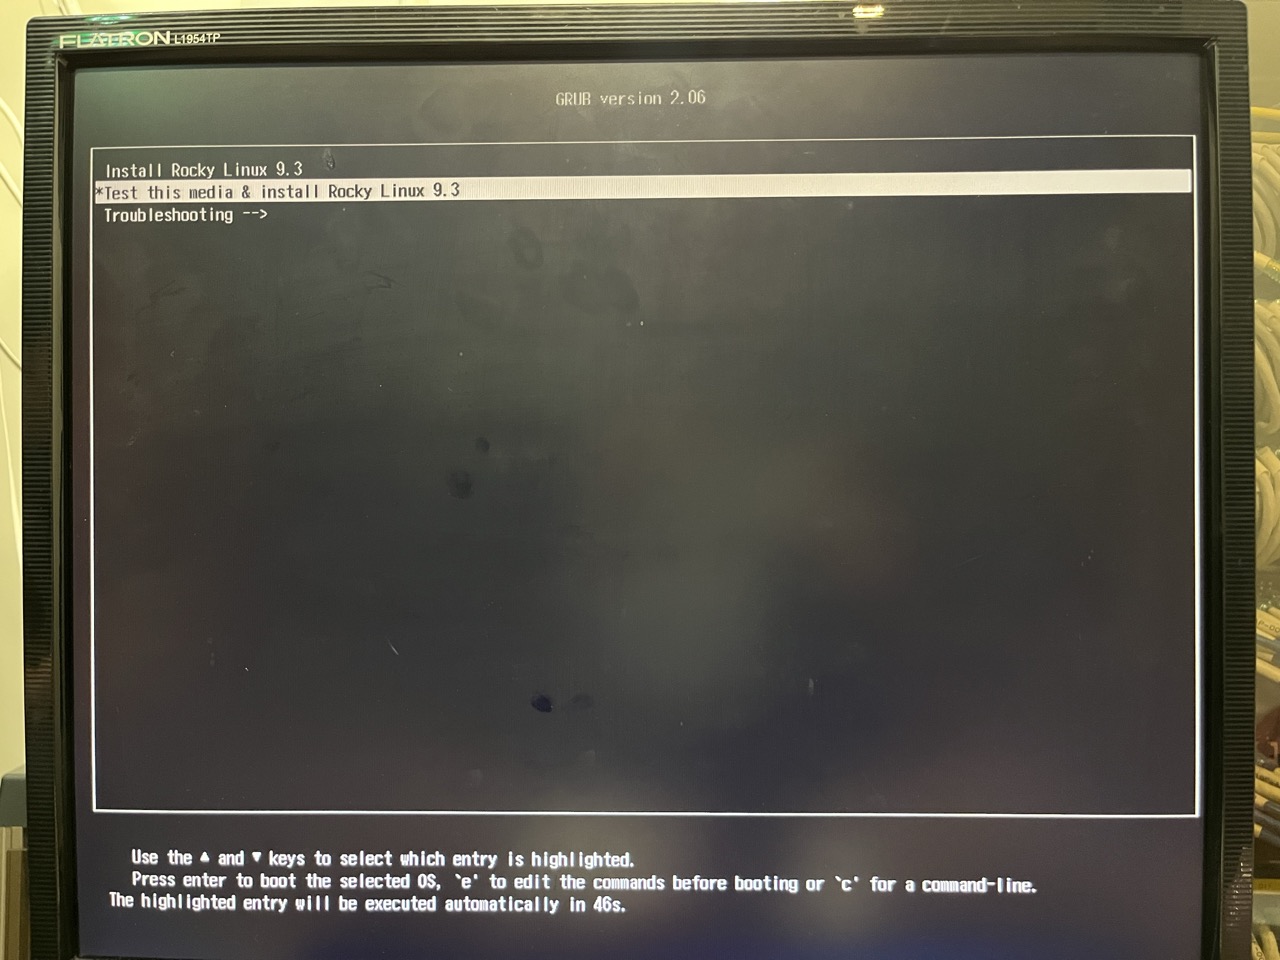 FLATRON L1954TP
GRUB version 2.06
Install Rocky Linux 9.3
*Test this media & install Rocky Linux 9.3
Troubleshooting -->
Use the ▲ and ▼ keys to select which entry is highlighted.
Press enter to boot the selected OS, `e' to edit the commands before booting or `c' for a command-line.
The highlighted entry will be executed automatically in 46s.